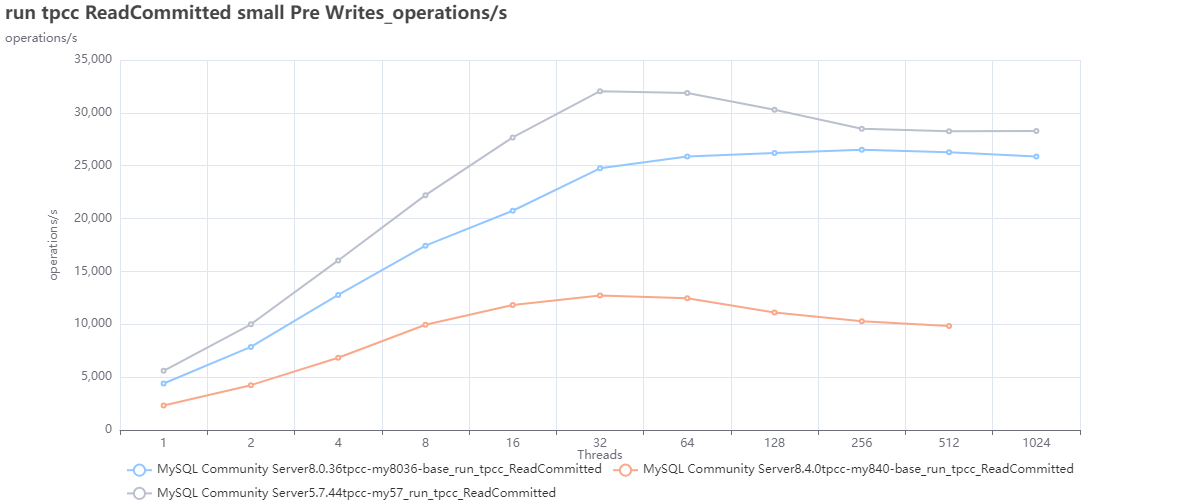 run tpcc ReadCommitted small Pre Writes_operations/s
operations/s
35,000
30,000
25,000
20,000
15,000
10,000
5,000
0
operations/s
1 2 4 8 16 32 64 128 256 512 1024
Threads
MySQL Community Server8.0.36tpcc-my8036-base_run_tpcc_ReadCommitted MySQL Community Server8.4.0tpcc-my840-base_run_tpcc_ReadCommitted
MySQL Community Server5.7.44tpcc-my57_run_tpcc_ReadCommitted